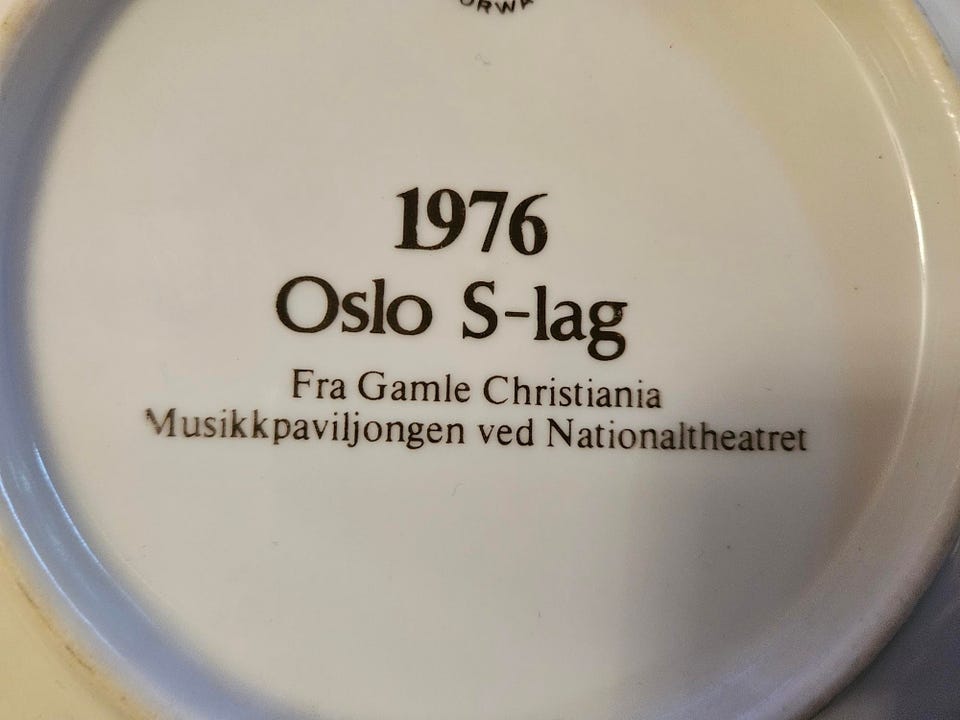 1976
Oslo S-lag
Fra Gamle Christiania
Musikkpaviljongen ved Nationaltheatret